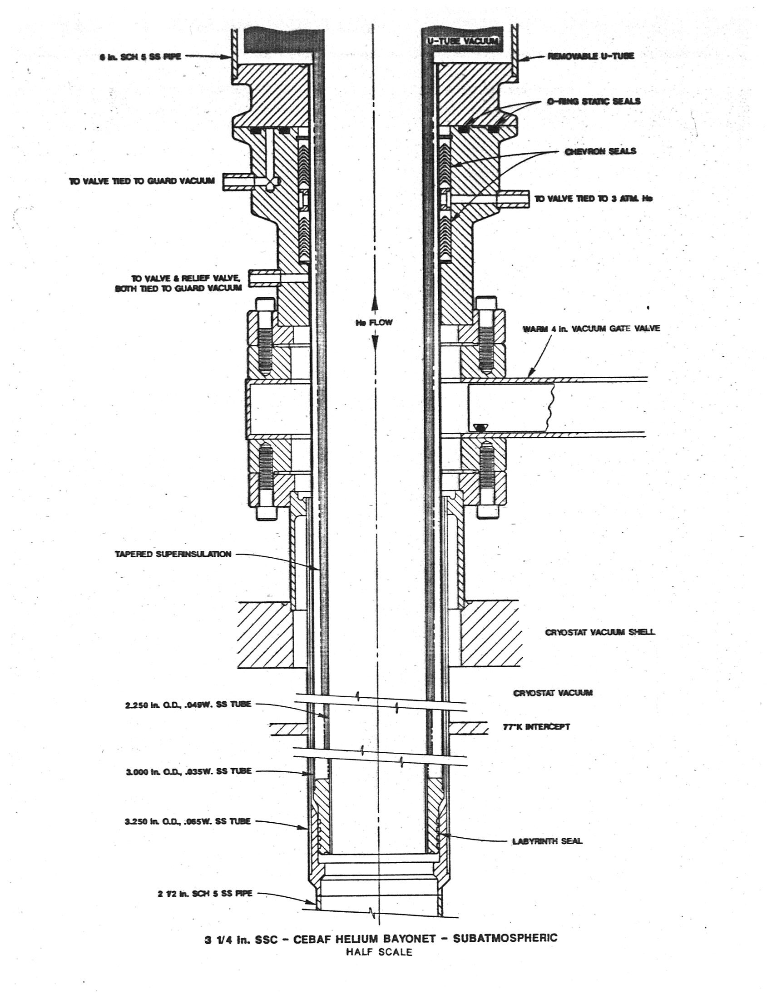 U-TUBE VACUUM
6 in. SCH 5 SS PIPE
REMOVABLE U-TUBE
O-RING STATIC SEALS
CHEVRON SEALS
TO VALVE TIED TO GUARD VACUUM
TO VALVE TIED TO 3 ATM. He
TO VALVE & RELIEF VALVE,
BOTH TIED TO GUARD VACUUM
He FLOW
WARM 4 in. VACUUM GATE VALVE
TAPERED SUPERINSULATION
CRYOSTAT VACUUM SHELL
CRYOSTAT VACUUM
2.250 in. O.D., .049W. SS TUBE
77°K INTERCEPT
3.000 in. O.D., .035W. SS TUBE
3.250 in. O.D., .065W. SS TUBE
LABYRINTH SEAL
2 1/2 in. SCH 5 SS PIPE
3 1/4 in. SSC - CEBAF HELIUM BAYONET - SUBATMOSPHERIC
HALF SCALE